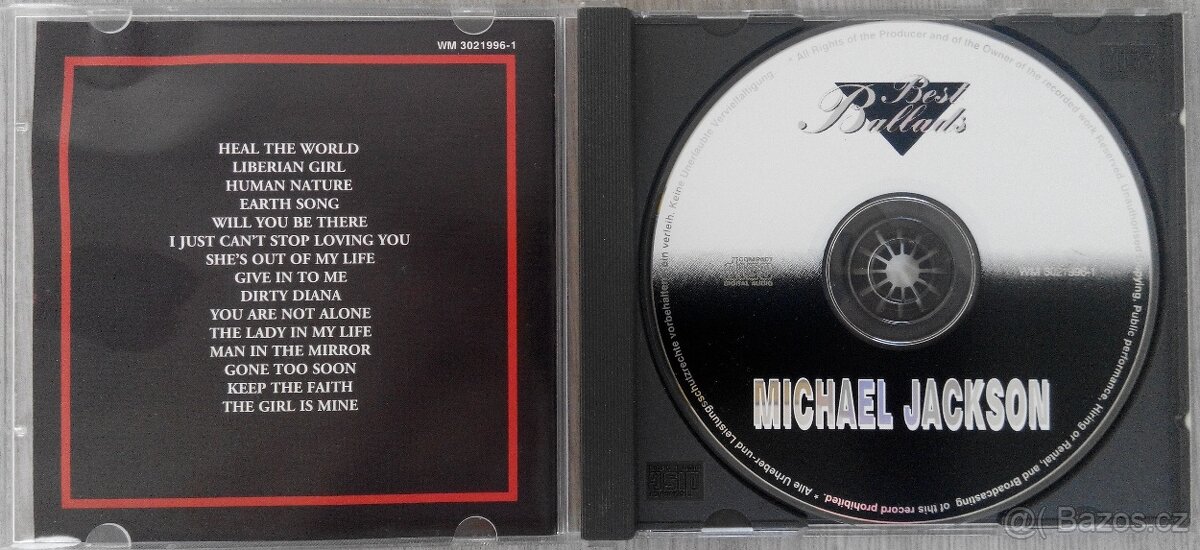 WM 3021996-1
HEAL THE WORLD
LIBERIAN GIRL
HUMAN NATURE
EARTH SONG
WILL YOU BE THERE
I JUST CAN'T STOP LOVING YOU
SHE'S OUT OF MY LIFE
GIVE IN TO ME
DIRTY DIANA
YOU ARE NOT ALONE
THE LADY IN MY LIFE
MAN IN THE MIRROR
GONE TOO SOON
KEEP THE FAITH
THE GIRL IS MINE
Best
Ballads
COMPACT
disc
DIGITAL AUDIO
WM 3021996-1
MICHAEL JACKSON
* All Rights of the Producer and of the Owner of the recorded work Reserved. Unauthorised copying, Public performance, Hiring or Rental, and Broadcasting of this record prohibited.
* Alle Urheber-und Leistungsschutzrechte vorbehalten. Kein verleih. Keine Unerlaubte Vervielfältigung,
@( Bazos.cz